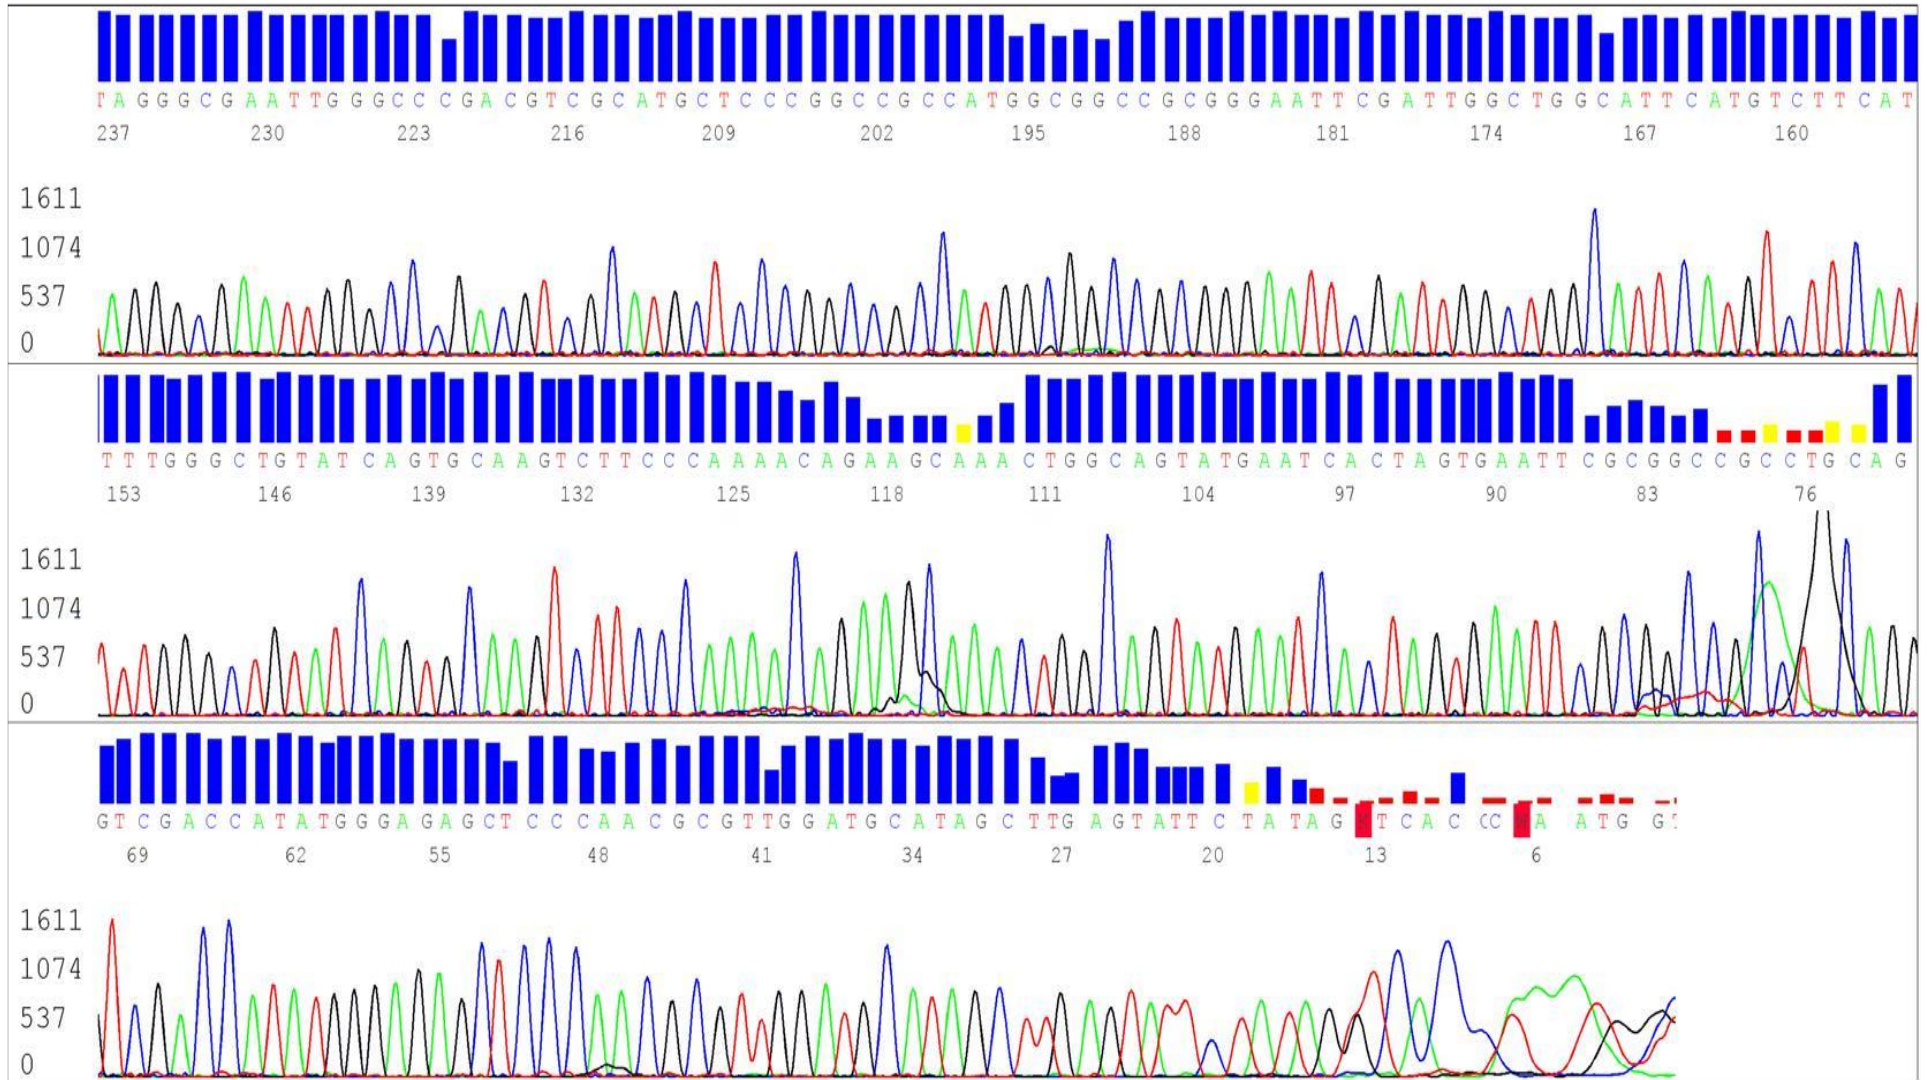 TAGGGCGAATTGGGCCCGACGTCGCATGCTCCCGGCCGCCATGGCGGCCGCGGGAATTCGATTGGCTGGCATTCATGTCTTCAT
237 230 223 216 209 202 195 188 181 174 167 160
1611
1074
537
0
TTTGGGCTGTATCAGTGCAAGTCTTCCCAAAACAGAAGCAAACTGGCAGTATGAATCACTAGTGAATTCGCGGCCGCCTGCAG
153 146 139 132 125 118 111 104 97 90 83 76
1611
1074
537
0
GTCGACCATATGGGAGAGCTCCCAACGCGTTGGATGCATAGCTTGAGTATTCTATAG TCACCC A ATG G
69 62 55 48 41 34 27 20 13 6
1611
1074
537
0